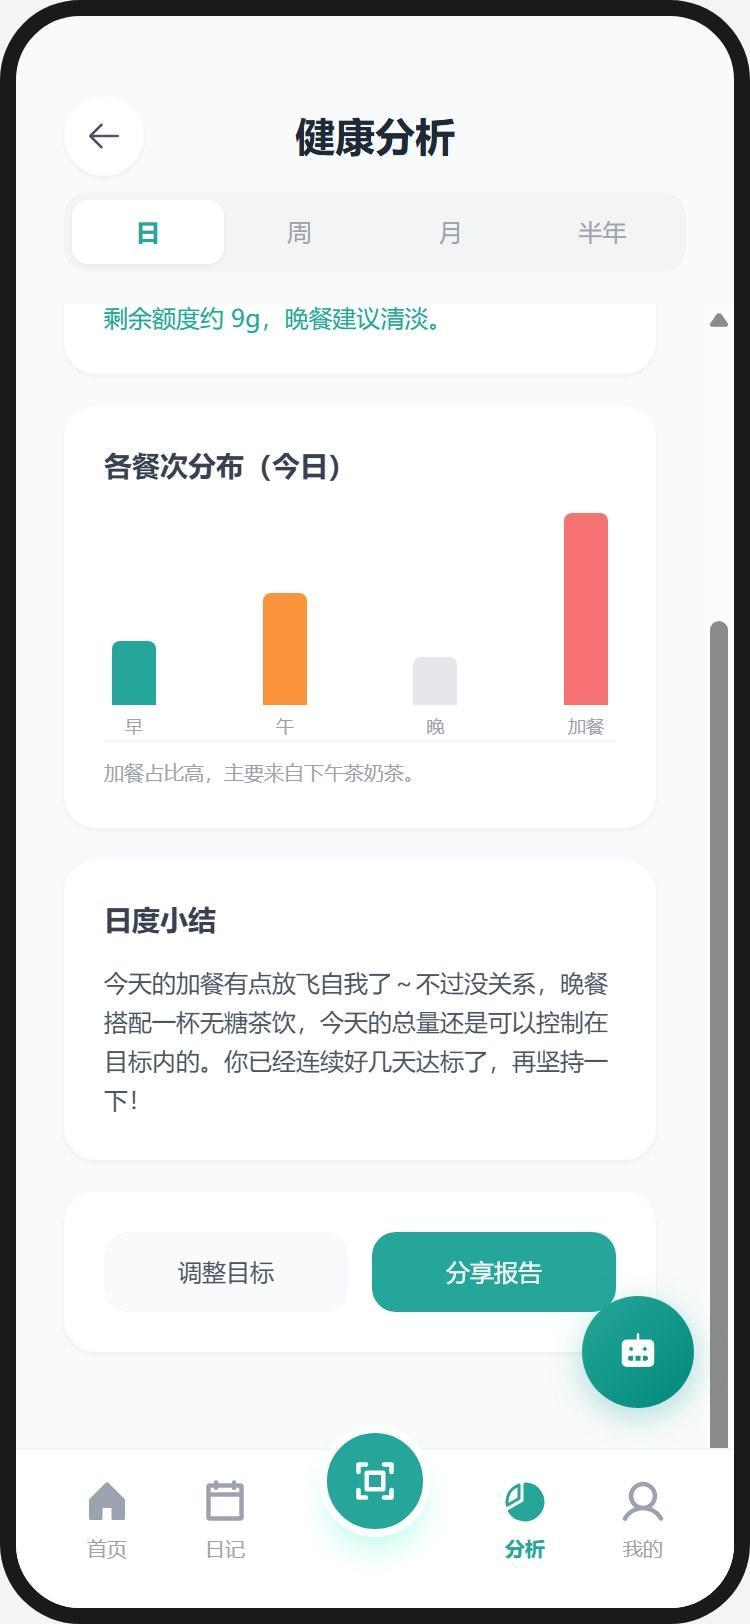 健康分析
日 周 月 半年
剩余额度约 9g，晚餐建议清淡。
各餐次分布（今日）
早 午 晚 加餐
加餐占比高，主要来自下午茶奶茶。
日度小结
今天的加餐有点放飞自我了～不过没关系，晚餐
搭配一杯无糖茶饮，今天的总量还是可以控制在
目标内的。你已经连续好几天达标了，再坚持一
下！
调整目标 分享报告
首页 日记 分析 我的